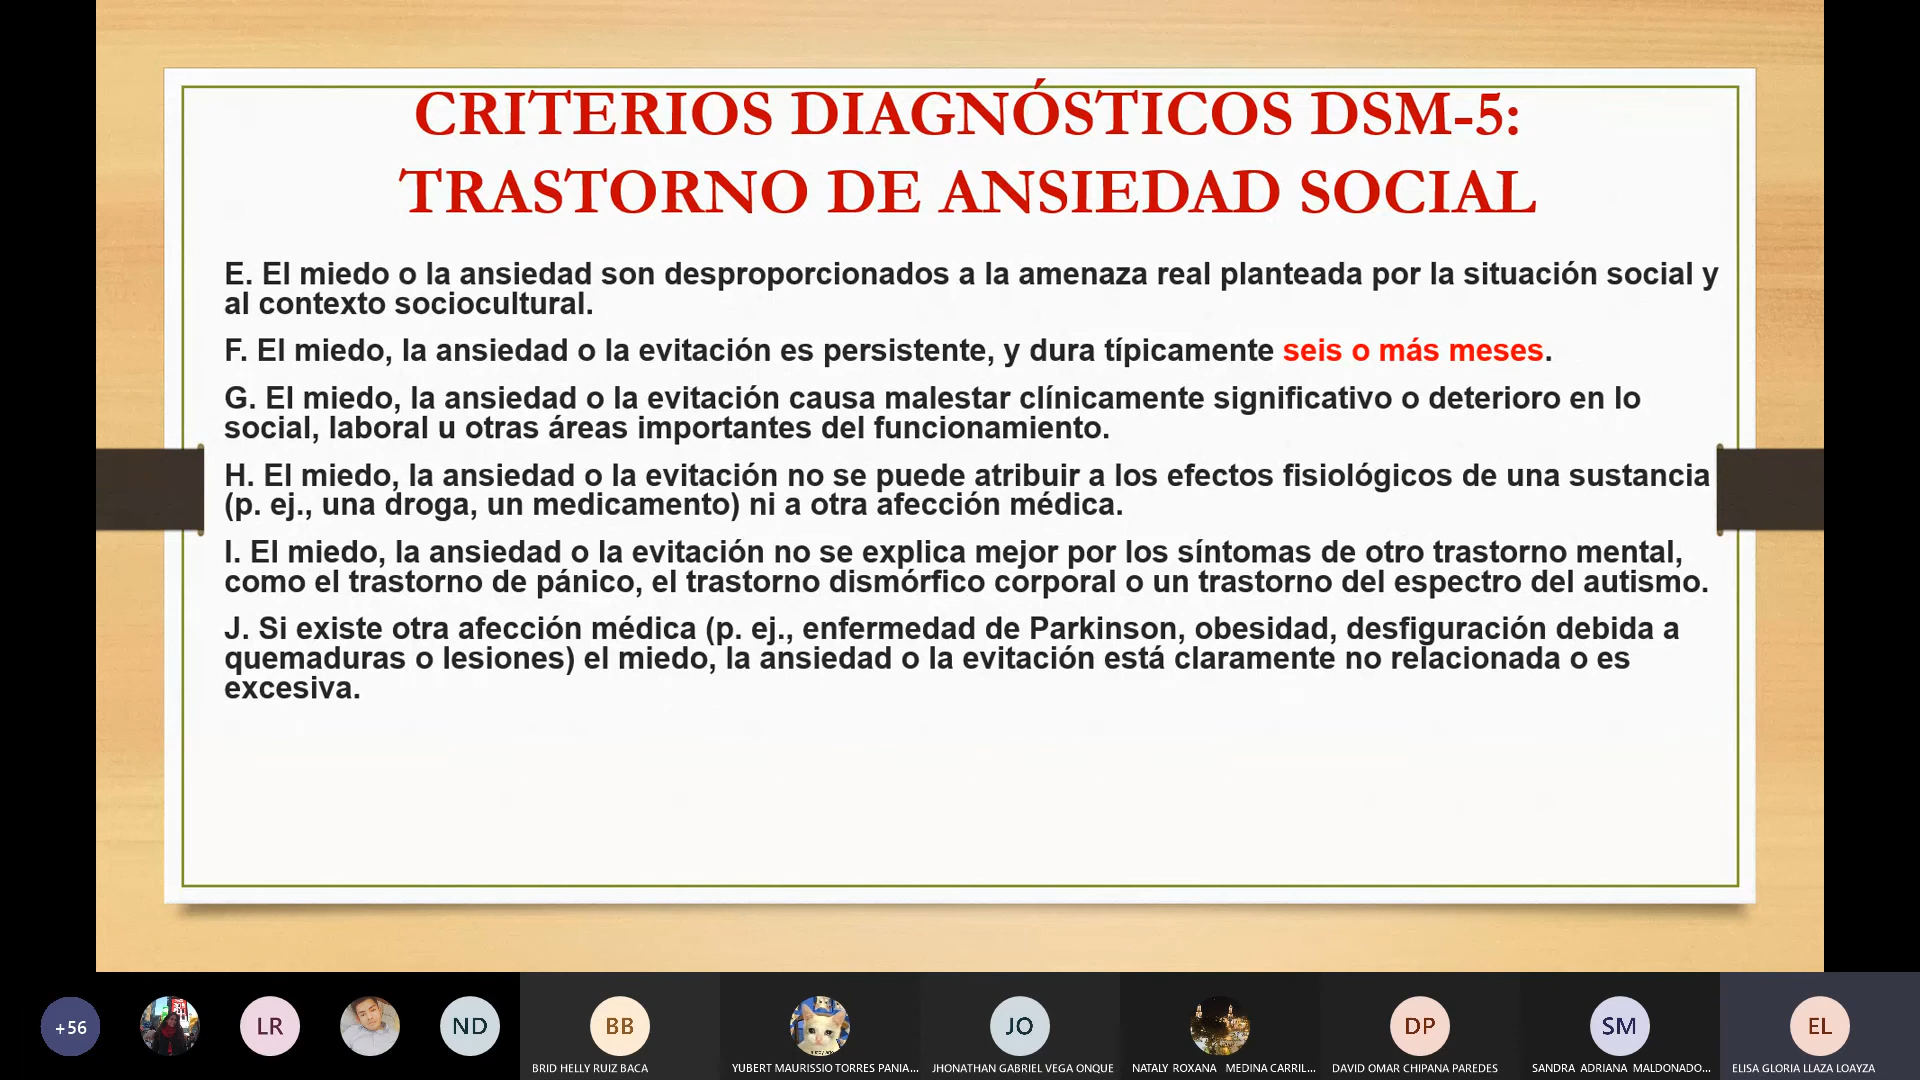 CRITERIOS DIAGNÓSTICOS DSM-5:
TRASTORNO DE ANSIEDAD SOCIAL
E. El miedo o la ansiedad son desproporcionados a la amenaza real planteada por la situación social y
al contexto sociocultural.
F. El miedo, la ansiedad o la evitación es persistente, y dura típicamente seis o más meses.
G. El miedo, la ansiedad o la evitación causa malestar clínicamente significativo o deterioro en lo
social, laboral u otras áreas importantes del funcionamiento.
H. El miedo, la ansiedad o la evitación no se puede atribuir a los efectos fisiológicos de una sustancia
(p. ej., una droga, un medicamento) ni a otra afección médica.
I. El miedo, la ansiedad o la evitación no se explica mejor por los síntomas de otro trastorno mental,
como el trastorno de pánico, el trastorno dismórfico corporal o un trastorno del espectro del autismo.
J. Si existe otra afección médica (p. ej., enfermedad de Parkinson, obesidad, desfiguración debida a
quemaduras o lesiones) el miedo, la ansiedad o la evitación está claramente no relacionada o es
excesiva.
+56
LR
ND
BB
JO
DP
SM
EL
BRID HELLY RUIZ BACA
YUBERT MAURISSIO TORRES PANIA...
JHONATHAN GABRIEL VEGA ONQUE
NATALY ROXANA MEDINA CARRIL...
DAVID OMAR CHIPANA PAREDES
SANDRA ADRIANA MALDONADO...
ELISA GLORIA LLAZA LOAYZA